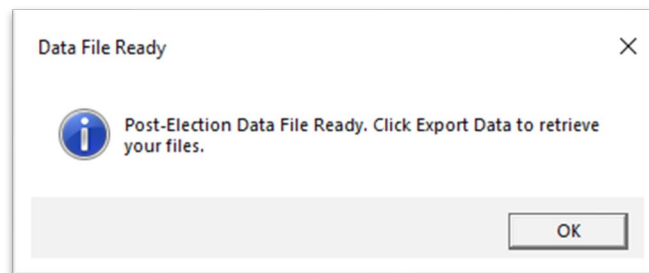 Data File Ready
Post-Election Data File Ready. Click Export Data to retrieve
your files.
OK